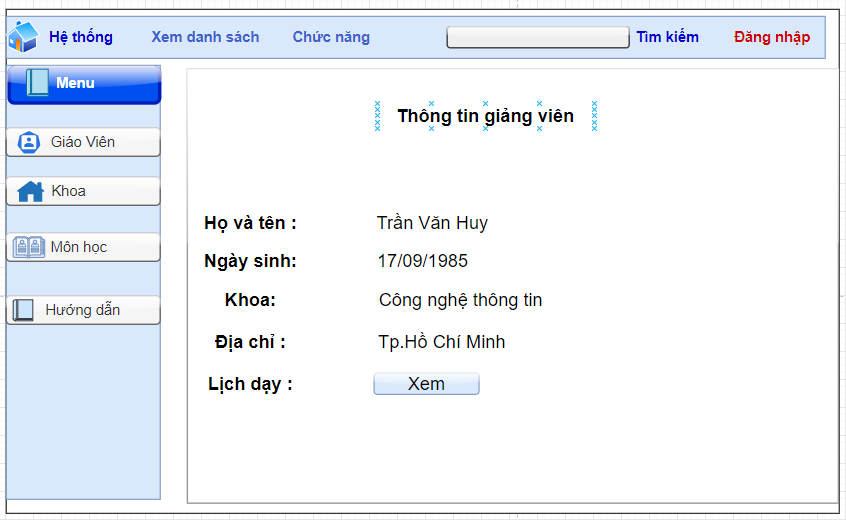 Hệ thống Xem danh sách Chức năng Tìm kiếm Đăng nhập
Menu
Giáo Viên
Khoa
Môn học
Hướng dẫn
Thông tin giảng viên
Họ và tên : Trần Văn Huy
Ngày sinh: 17/09/1985
Khoa: Công nghệ thông tin
Địa chỉ : Tp.Hồ Chí Minh
Lịch dạy : Xem